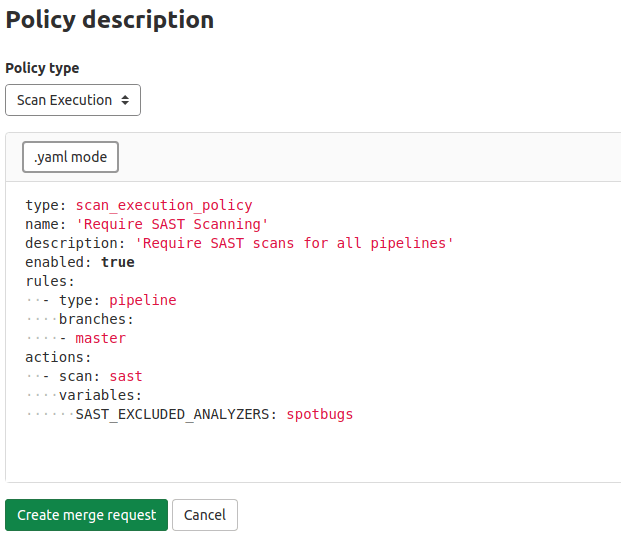 Policy description
Policy type
Scan Execution
.yaml mode
type: scan_execution_policy
name: 'Require SAST Scanning'
description: 'Require SAST scans for all pipelines'
enabled: true
rules:
  - type: pipeline
    branches:
    - master
actions:
  - scan: sast
    variables:
      SAST_EXCLUDED_ANALYZERS: spotbugs
Create merge request Cancel